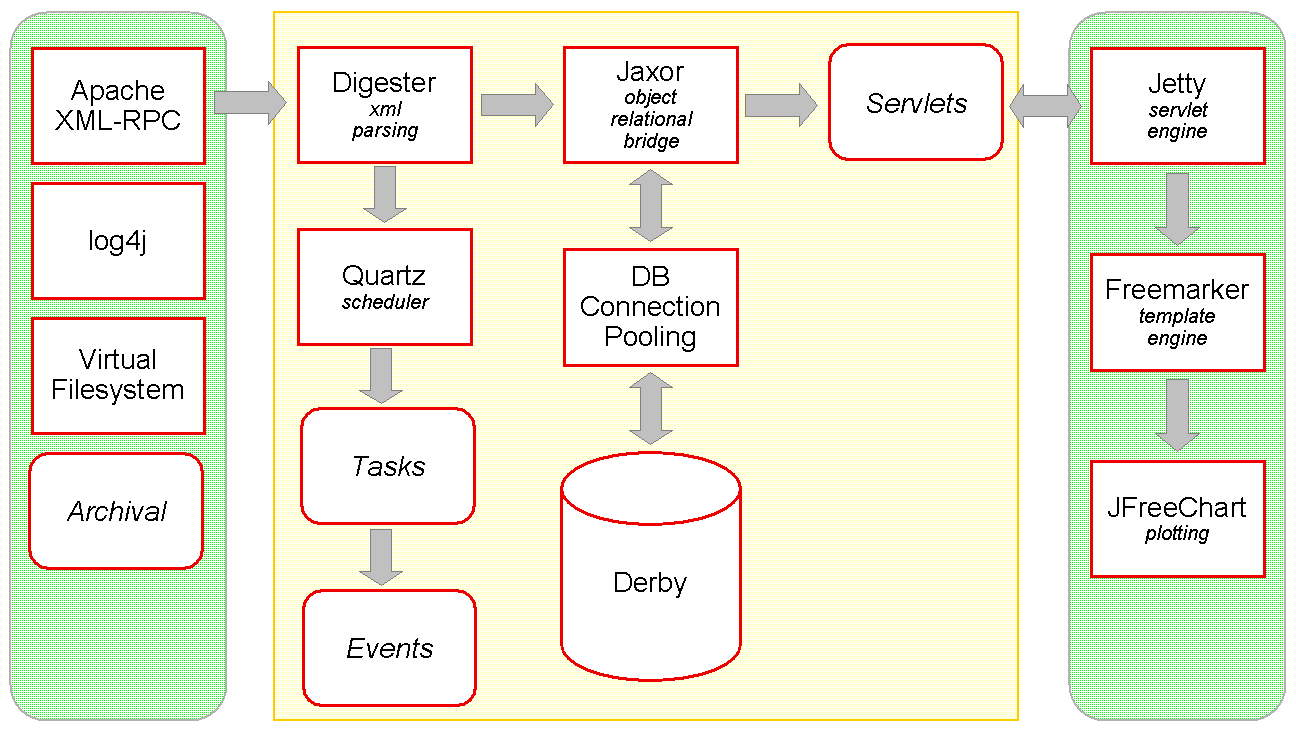 Apache
XML-RPC
log4j
Virtual
Filesystem
Archival
Digester
xml
parsing
Quartz
scheduler
Tasks
Events
Jaxor
object
relational
bridge
DB
Connection
Pooling
Derby
Servlets
Jetty
servlet
engine
Freemarker
template
engine
JFreeChart
plotting